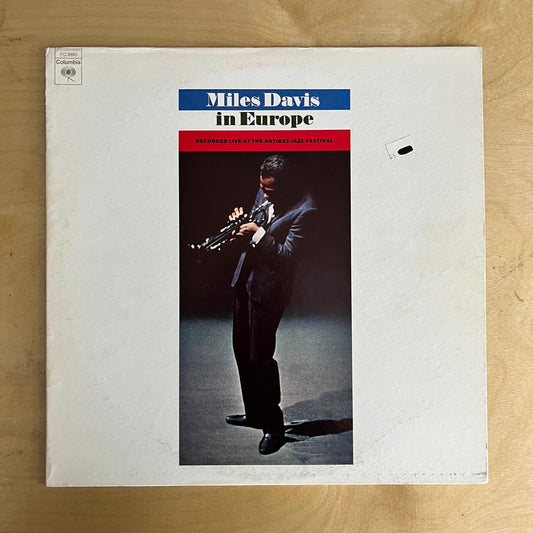 Columbia
Miles Davis
in Europe
RECORDED LIVE AT THE ANTIBES JAZZ FESTIVAL